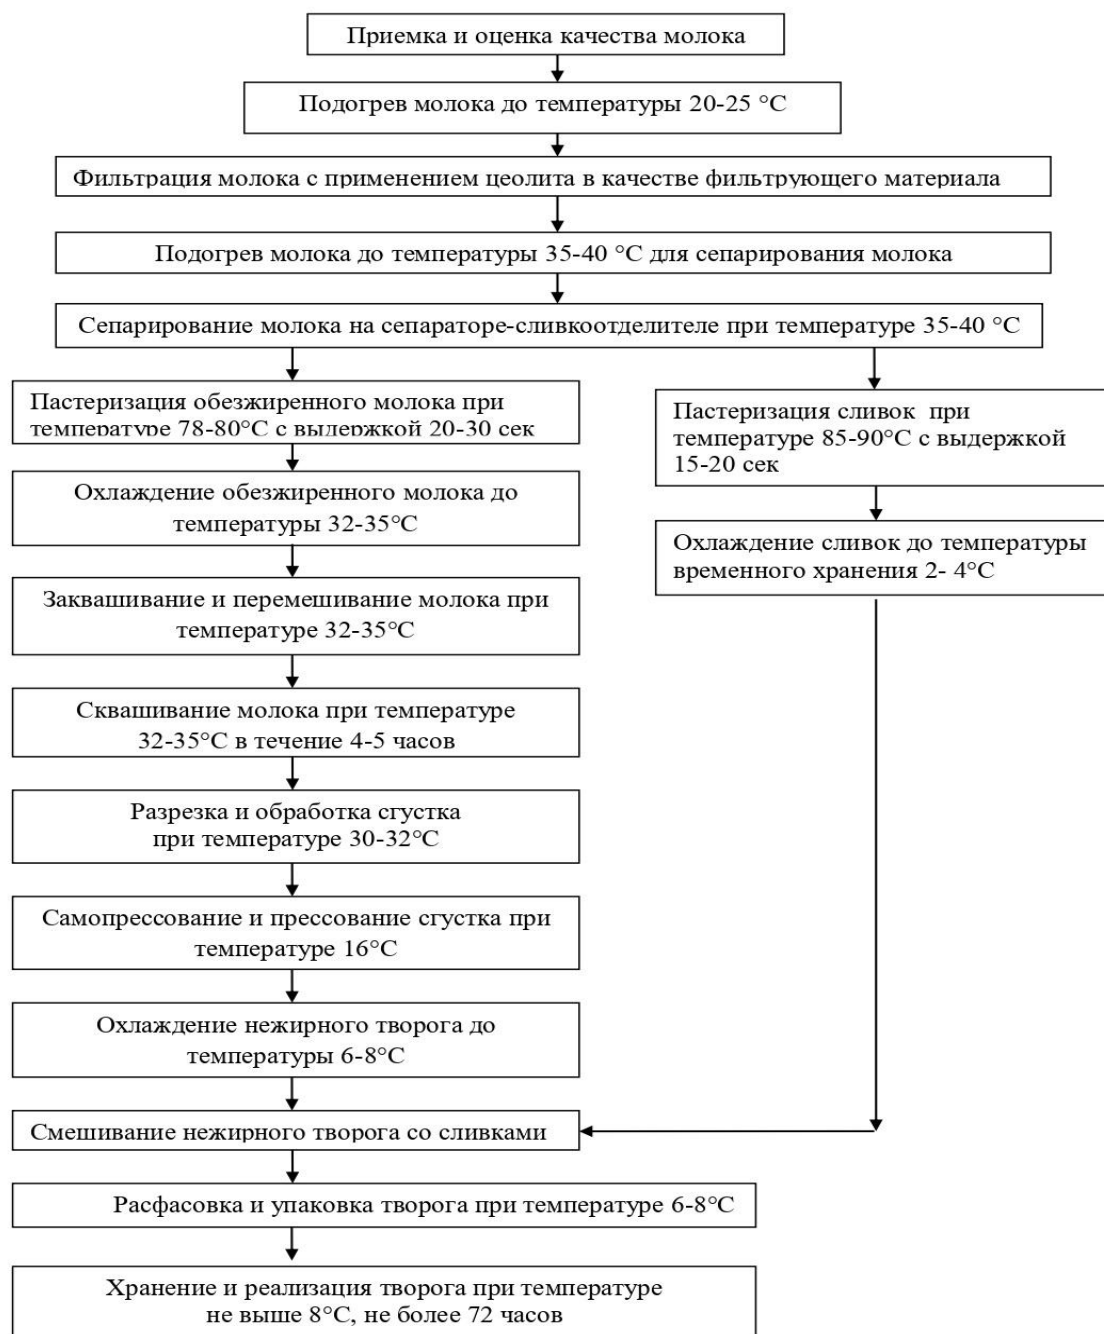 Приемка и оценка качества молока
Подогрев молока до температуры 20-25 °С
Фильтрация молока с применением цеолита в качестве фильтрующего материала
Подогрев молока до температуры 35-40 °С для сепарирования молока
Сепарирование молока на сепараторе-сливкоотделителе при температуре 35-40 °С
Пастеризация обезжиренного молока при
температуре 78-80°С с выдержкой 20-30 сек
Охлаждение обезжиренного молока до
температуры 32-35°С
Заквашивание и перемешивание молока при
температуре 32-35°С
Сквашивание молока при температуре
32-35°С в течение 4-5 часов
Разрезка и обработка сгустка
при температуре 30-32°С
Самопрессование и прессование сгустка при
температуре 16°С
Охлаждение нежирного творога до
температуры 6-8°С
Пастеризация сливок при
температуре 85-90°С с выдержкой
15-20 сек
Охлаждение сливок до температуры
временного хранения 2- 4°С
Смешивание нежирного творога со сливками
Расфасовка и упаковка творога при температуре 6-8°С
Хранение и реализация творога при температуре
не выше 8°С, не более 72 часов